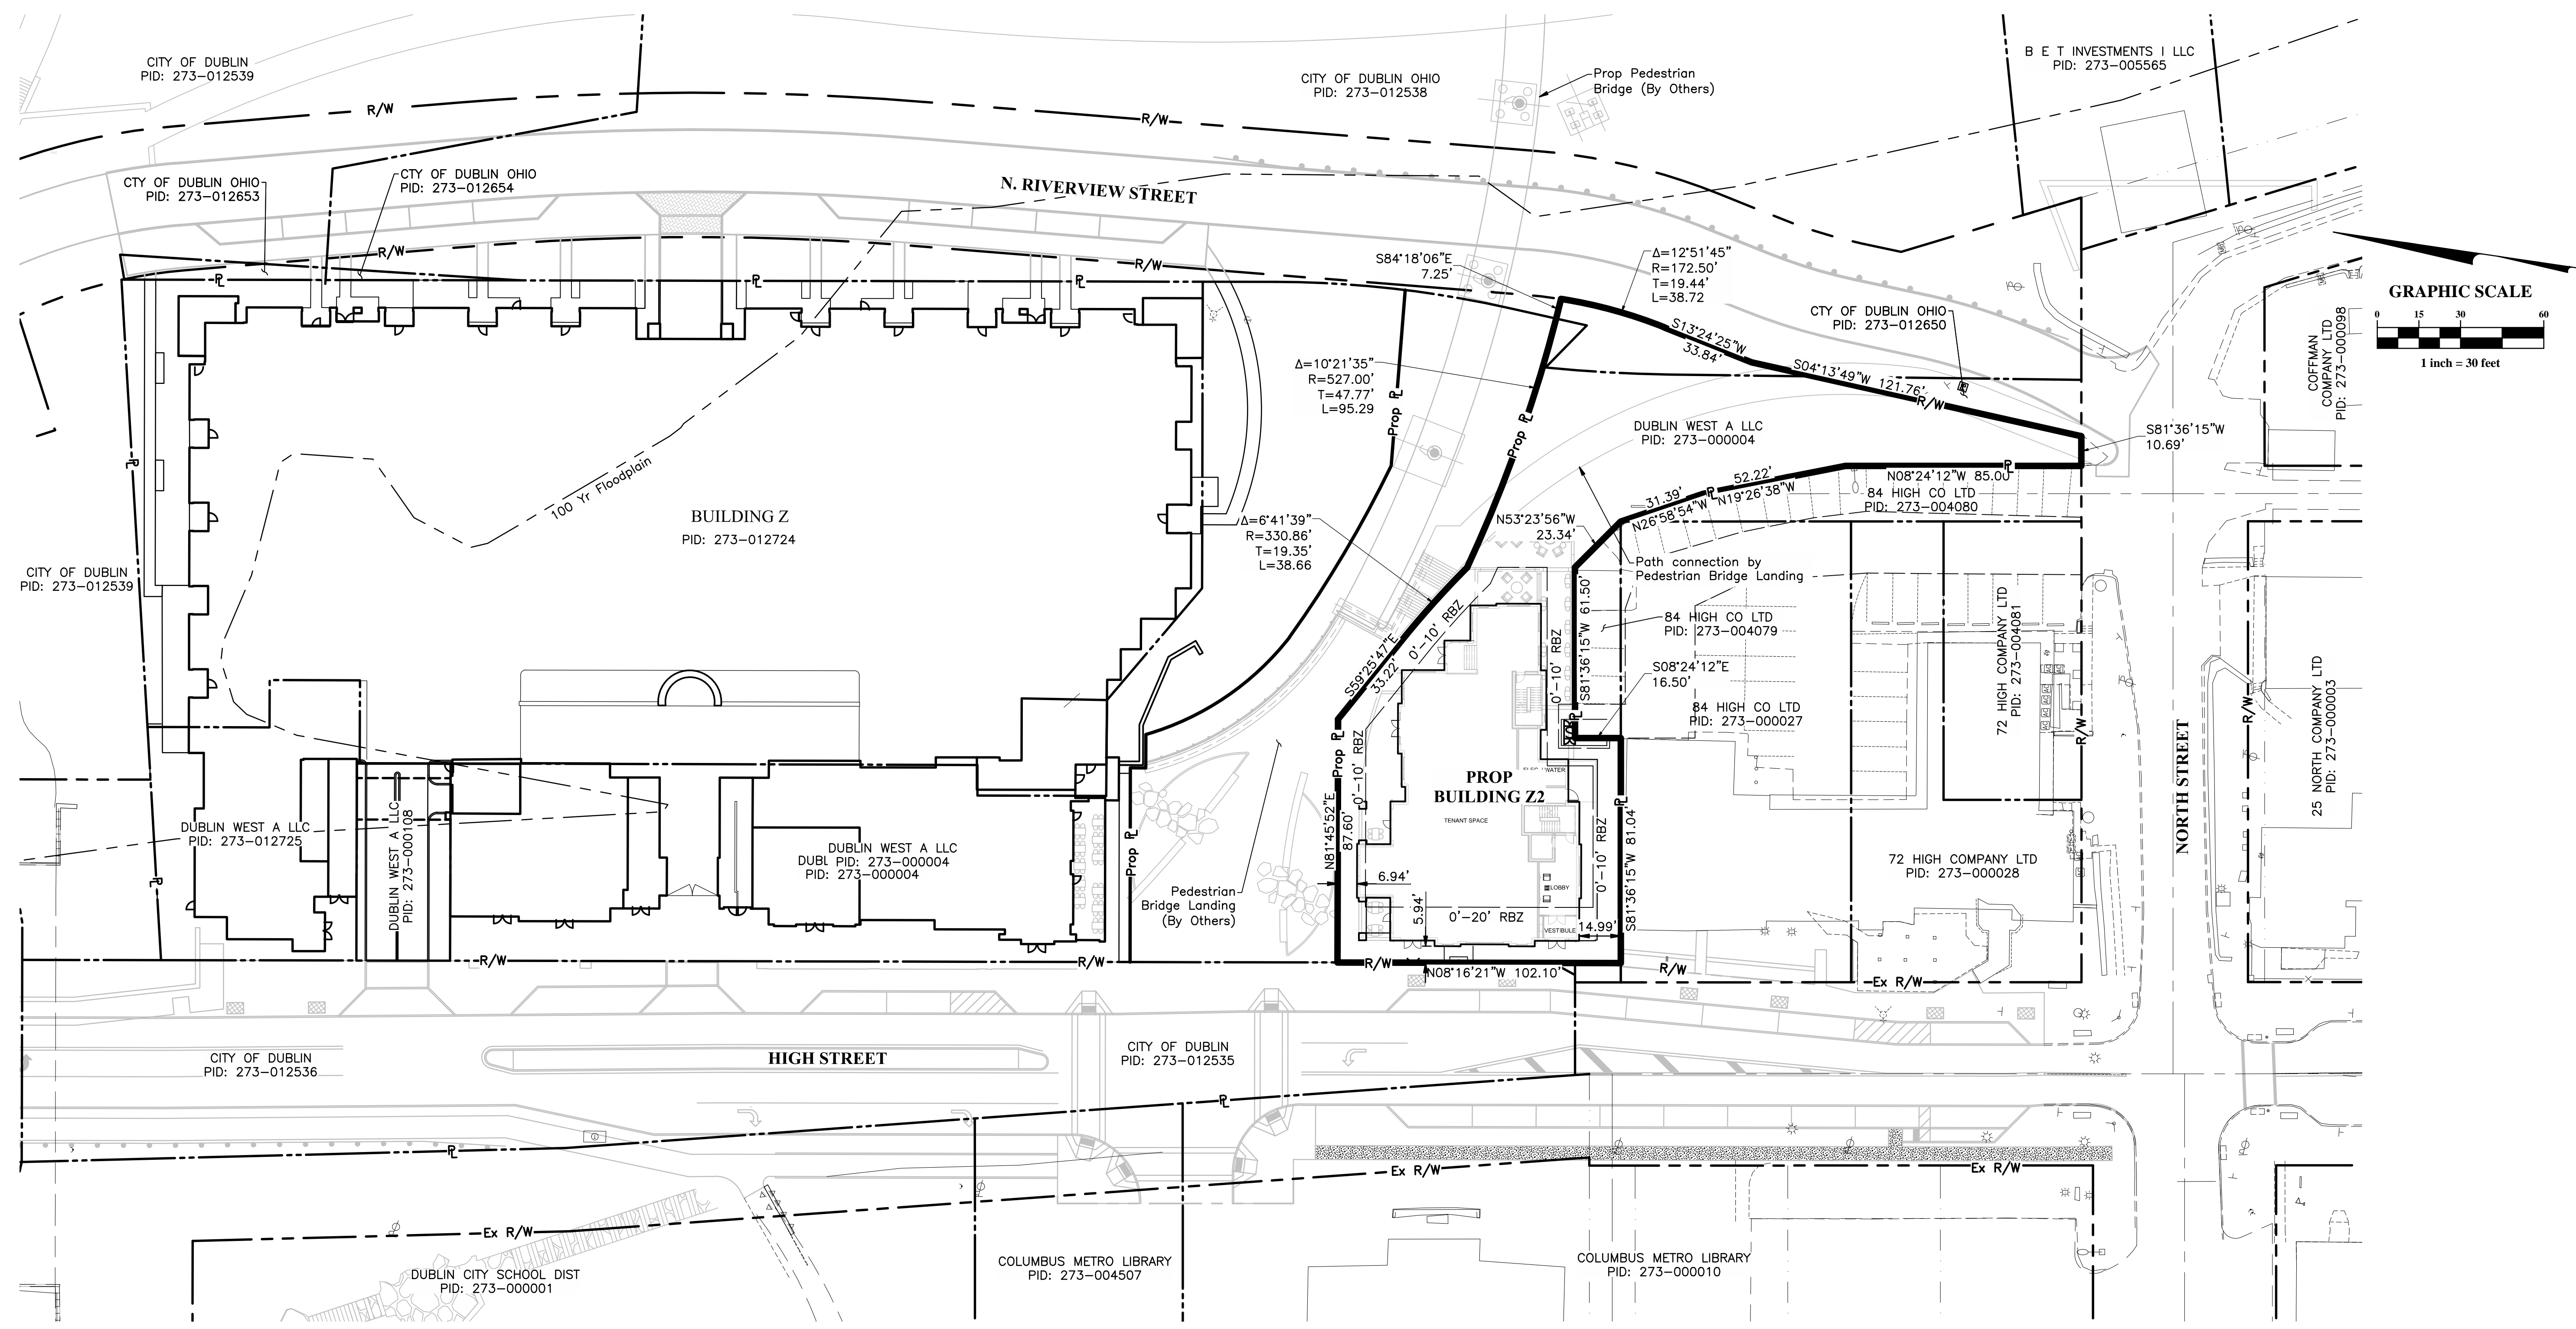 CITY OF DUBLIN
PID: 273-012539
CITY OF DUBLIN OHIO
PID: 273-012538
Prop Pedestrian
Bridge (By Others)
B E T INVESTMENTS I LLC
PID: 273-005565
R/W
R/W
CTY OF DUBLIN OHIO
PID: 273-012653
CTY OF DUBLIN OHIO
PID: 273-012654
N. RIVERVIEW STREET
R/W
R/W
S84°18'06"E
7.25'
Δ=12°51'45"
R=172.50'
T=19.44'
L=38.72
CTY OF DUBLIN OHIO
PID: 273-012650
GRAPHIC SCALE
0 15 30 60
1 inch = 30 feet
COFFMAN
COMPANY LTD
PID: 273-000098
S13°24'25"W
33.84'
S04°13'49"W 121.76'
R/W
Δ=10°21'35"
R=527.00'
T=47.77'
L=95.29
Prop PL
Prop PL
DUBLIN WEST A LLC
PID: 273-000004
S81°36'15"W
10.69'
N08°24'12"W 85.00'
84 HIGH CO LTD
PID: 273-004080
31.39'
N26°58'54"W
52.22'
N19°26'38"W
100 Yr Floodplain
BUILDING Z
PID: 273-012724
Δ=6°41'39"
R=330.86'
T=19.35'
L=38.66
N53°23'56"W
23.34'
Path connection by
Pedestrian Bridge Landing
CITY OF DUBLIN
PID: 273-012539
S59°25'47"E
33.22'
0'-10' RBZ
0'-10' RBZ
S81°36'15"W 61.50'
84 HIGH CO LTD
PID: 273-004079
S08°24'12"E
16.50'
84 HIGH CO LTD
PID: 273-000027
72 HIGH COMPANY LTD
PID: 273-004081
R/W
NORTH STREET
R/W
25 NORTH COMPANY LTD
PID: 273-000003
Prop PL
0'-10' RBZ
N81°45'52"E
87.60'
PROP
BUILDING Z2
TENANT SPACE
WATER
LOBBY
VESTIBULE
6.94'
5.94'
0'-20' RBZ
14.99'
0'-10' RBZ
S81°36'15"W 81.04'
72 HIGH COMPANY LTD
PID: 273-000028
DUBLIN WEST A LLC
PID: 273-012725
DUBLIN WEST A LLC
PID: 273-000108
DUBLIN WEST A LLC
DUBL PID: 273-000004
PID: 273-000004
Prop PL
Pedestrian
Bridge Landing
(By Others)
R/W
R/W
R/W
N08°16'21"W 102.10'
R/W
Ex R/W
CITY OF DUBLIN
PID: 273-012536
HIGH STREET
CITY OF DUBLIN
PID: 273-012535
Ex R/W
Ex R/W
Ex R/W
DUBLIN CITY SCHOOL DIST
PID: 273-000001
COLUMBUS METRO LIBRARY
PID: 273-004507
COLUMBUS METRO LIBRARY
PID: 273-000010